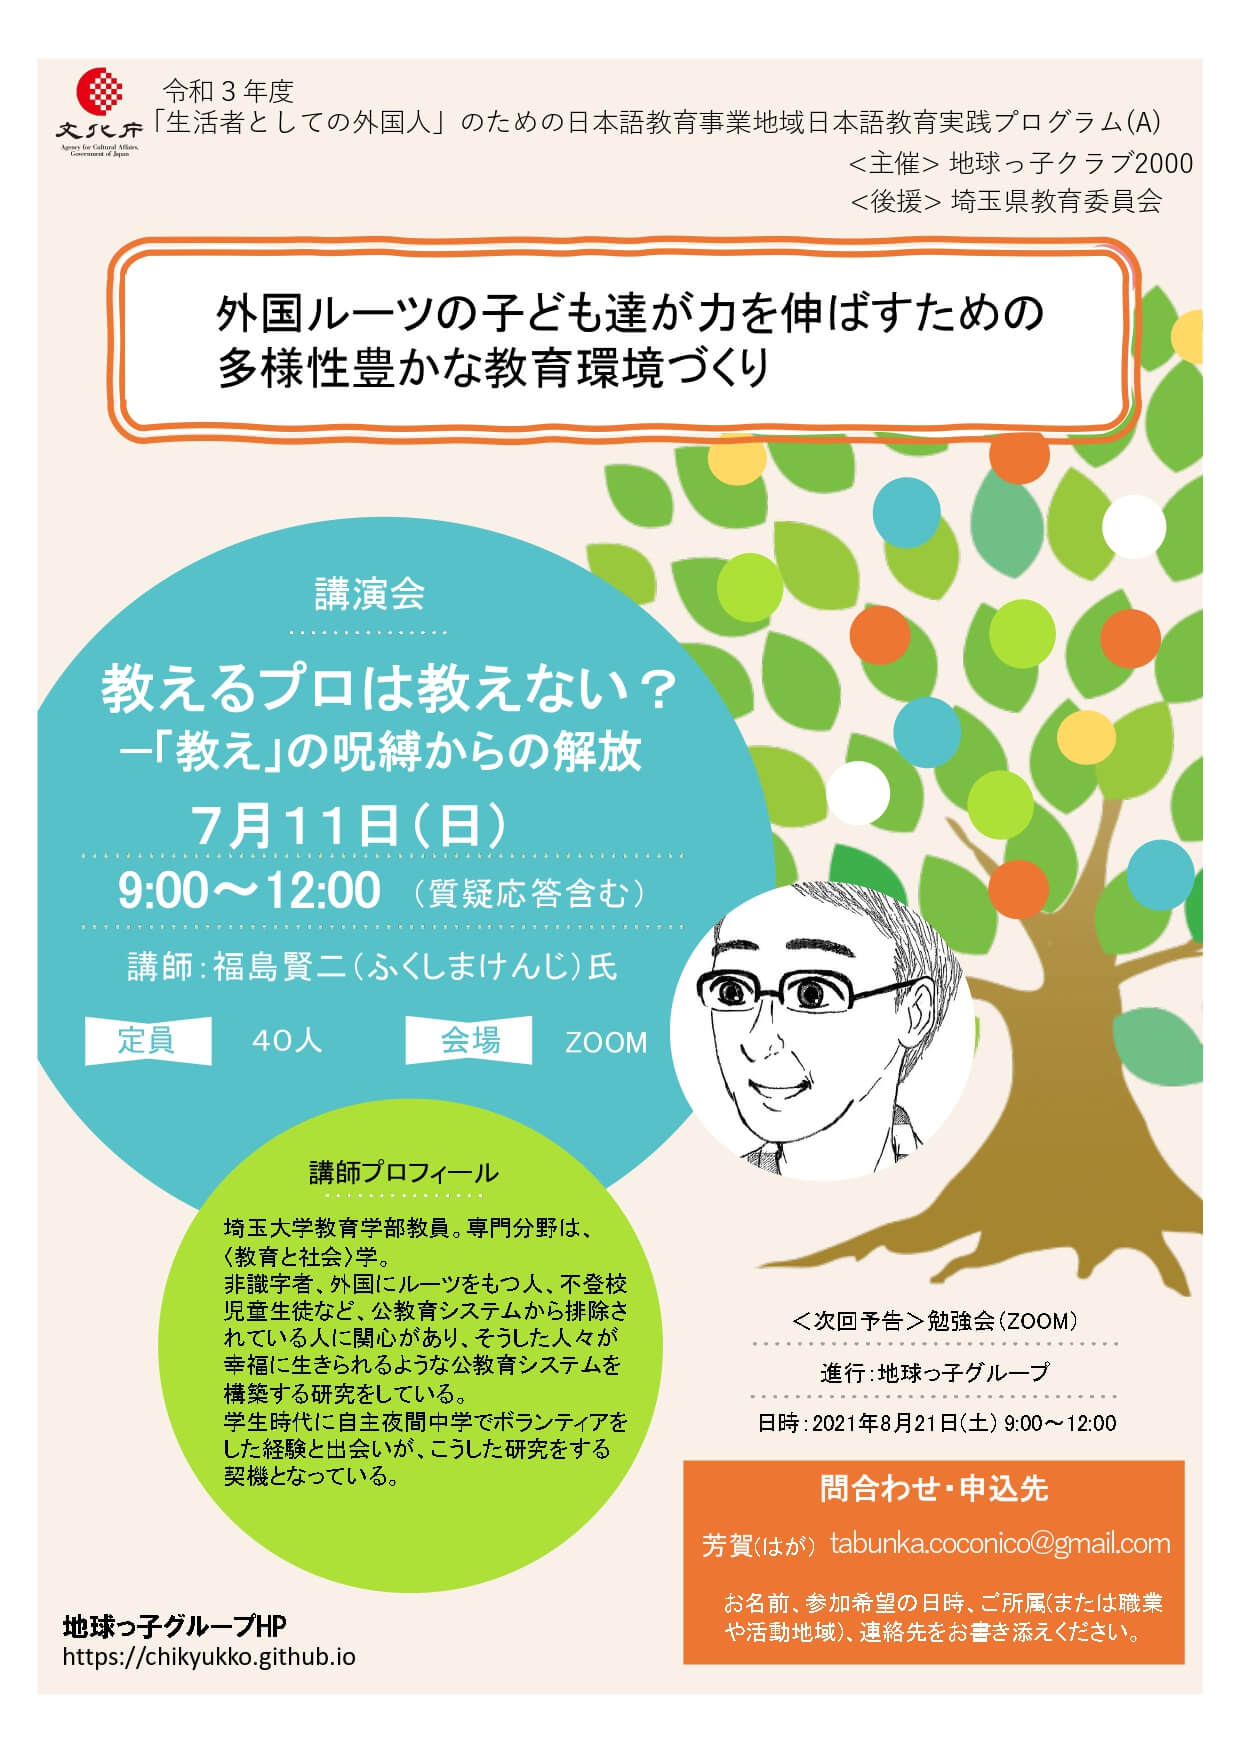 令和３年度
文化庁
Agency for Cultural Affairs,
Government of Japan
「生活者としての外国人」のための日本語教育事業地域日本語教育実践プログラム(A)
<主催> 地球っ子クラブ2000
<後援> 埼玉県教育委員会
外国ルーツの子ども達が力を伸ばすための
多様性豊かな教育環境づくり
講演会
教えるプロは教えない？
－「教え」の呪縛からの解放
７月１１日（日）
9:00～12:00 （質疑応答含む）
講師：福島賢二（ふくしまけんじ）氏
定員 ４０人 会場 ZOOM
講師プロフィール
埼玉大学教育学部教員。専門分野は、
〈教育と社会〉学。
非識字者、外国にルーツをもつ人、不登校
児童生徒など、公教育システムから排除さ
れている人に関心があり、そうした人々が
幸福に生きられるような公教育システムを
構築する研究をしている。
学生時代に自主夜間中学でボランティアを
した経験と出会いが、こうした研究をする
契機となっている。
＜次回予告＞勉強会（ZOOM）
進行：地球っ子グループ
日時：2021年8月21日（土） 9:00～12:00
問合わせ・申込先
芳賀（はが） tabunka.coconico@gmail.com
お名前、参加希望の日時、ご所属（または職業
や活動地域）、連絡先をお書き添えください。
地球っ子グループHP
https://chikyukko.github.io